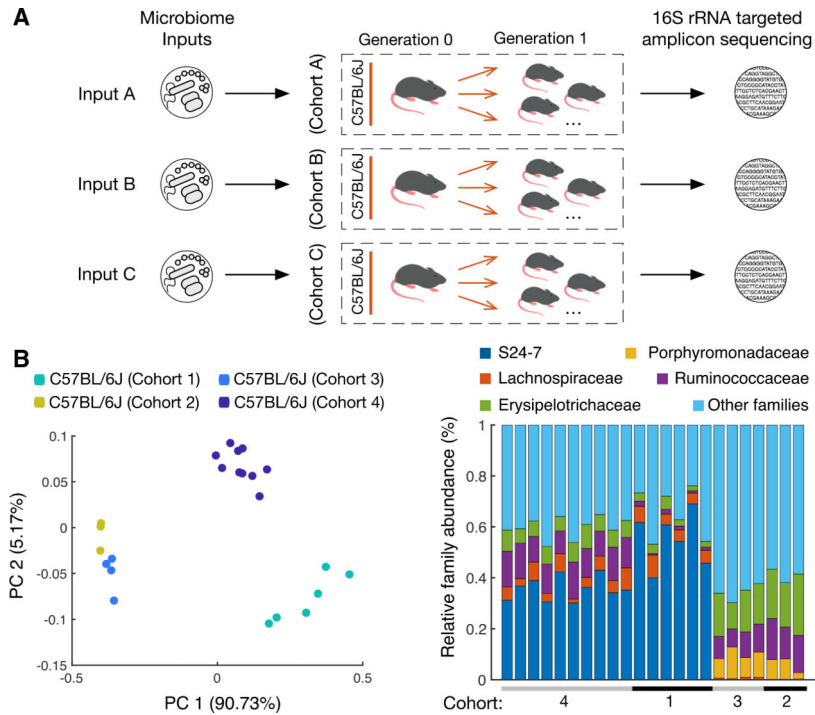 A
Microbiome
Inputs
Generation 0
Generation 1
16S rRNA targeted
amplicon sequencing
Input A
(Cohort A)
C57BL/6J
...
Input B
(Cohort B)
C57BL/6J
...
Input C
(Cohort C)
C57BL/6J
...
B
C57BL/6J (Cohort 1)
C57BL/6J (Cohort 3)
C57BL/6J (Cohort 2)
C57BL/6J (Cohort 4)
PC 2 (5.17%)
0.1
0.05
0
-0.05
-0.1
-0.15
-0.5
0
0.5
PC 1 (90.73%)
S24-7
Porphyromonadaceae
Lachnospiraceae
Ruminococcaceae
Erysipelotrichaceae
Other families
Relative family abundance (%)
1
0.8
0.6
0.4
0.2
0
Cohort:
4
1
3
2